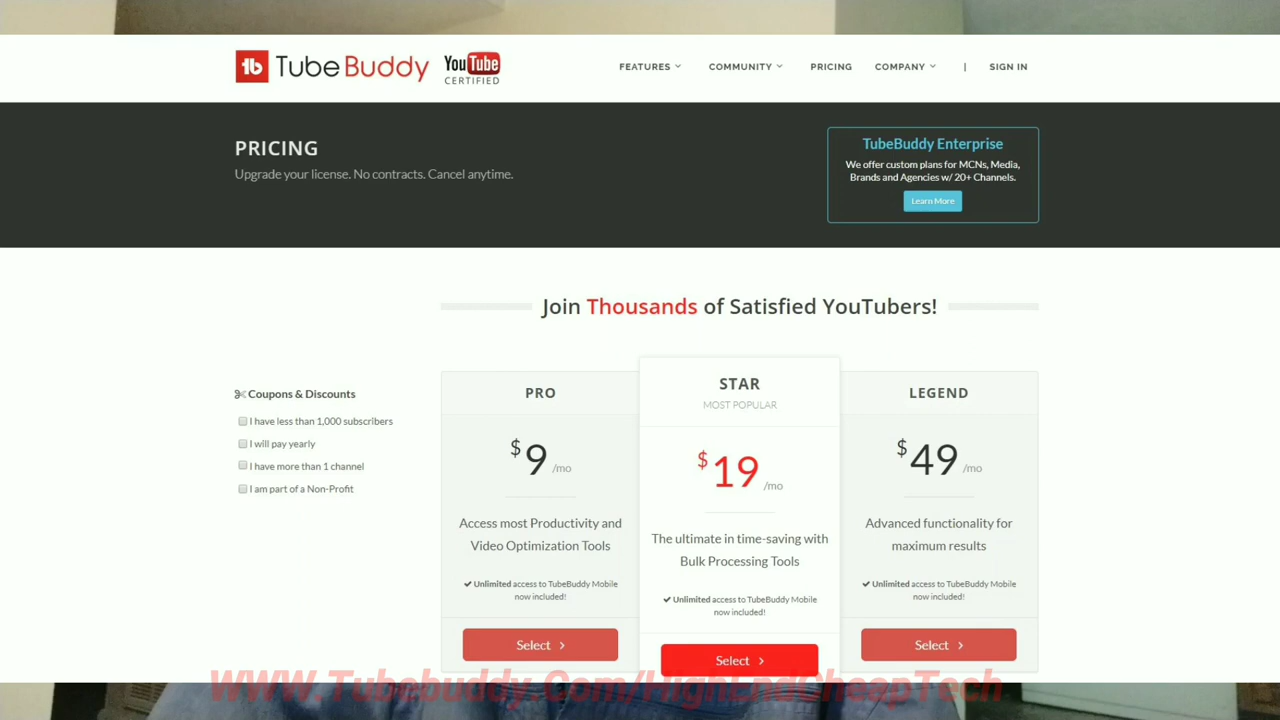 TubeBuddy YouTube CERTIFIED
FEATURES COMMUNITY PRICING COMPANY | SIGN IN
PRICING
Upgrade your license. No contracts. Cancel anytime.
TubeBuddy Enterprise
We offer custom plans for MCNs, Media,
Brands and Agencies w/ 20+ Channels.
Learn More
Join Thousands of Satisfied YouTubers!
Coupons & Discounts
I have less than 1,000 subscribers
I will pay yearly
I have more than 1 channel
I am part of a Non-Profit
PRO
$9 /mo
Access most Productivity and
Video Optimization Tools
Unlimited access to TubeBuddy Mobile
now included!
Select
STAR
MOST POPULAR
$19 /mo
The ultimate in time-saving with
Bulk Processing Tools
Unlimited access to TubeBuddy Mobile
now included!
Select
LEGEND
$49 /mo
Advanced functionality for
maximum results
Unlimited access to TubeBuddy Mobile
now included!
Select
WWW.Tubebuddy.Com/HighEndCheapTech